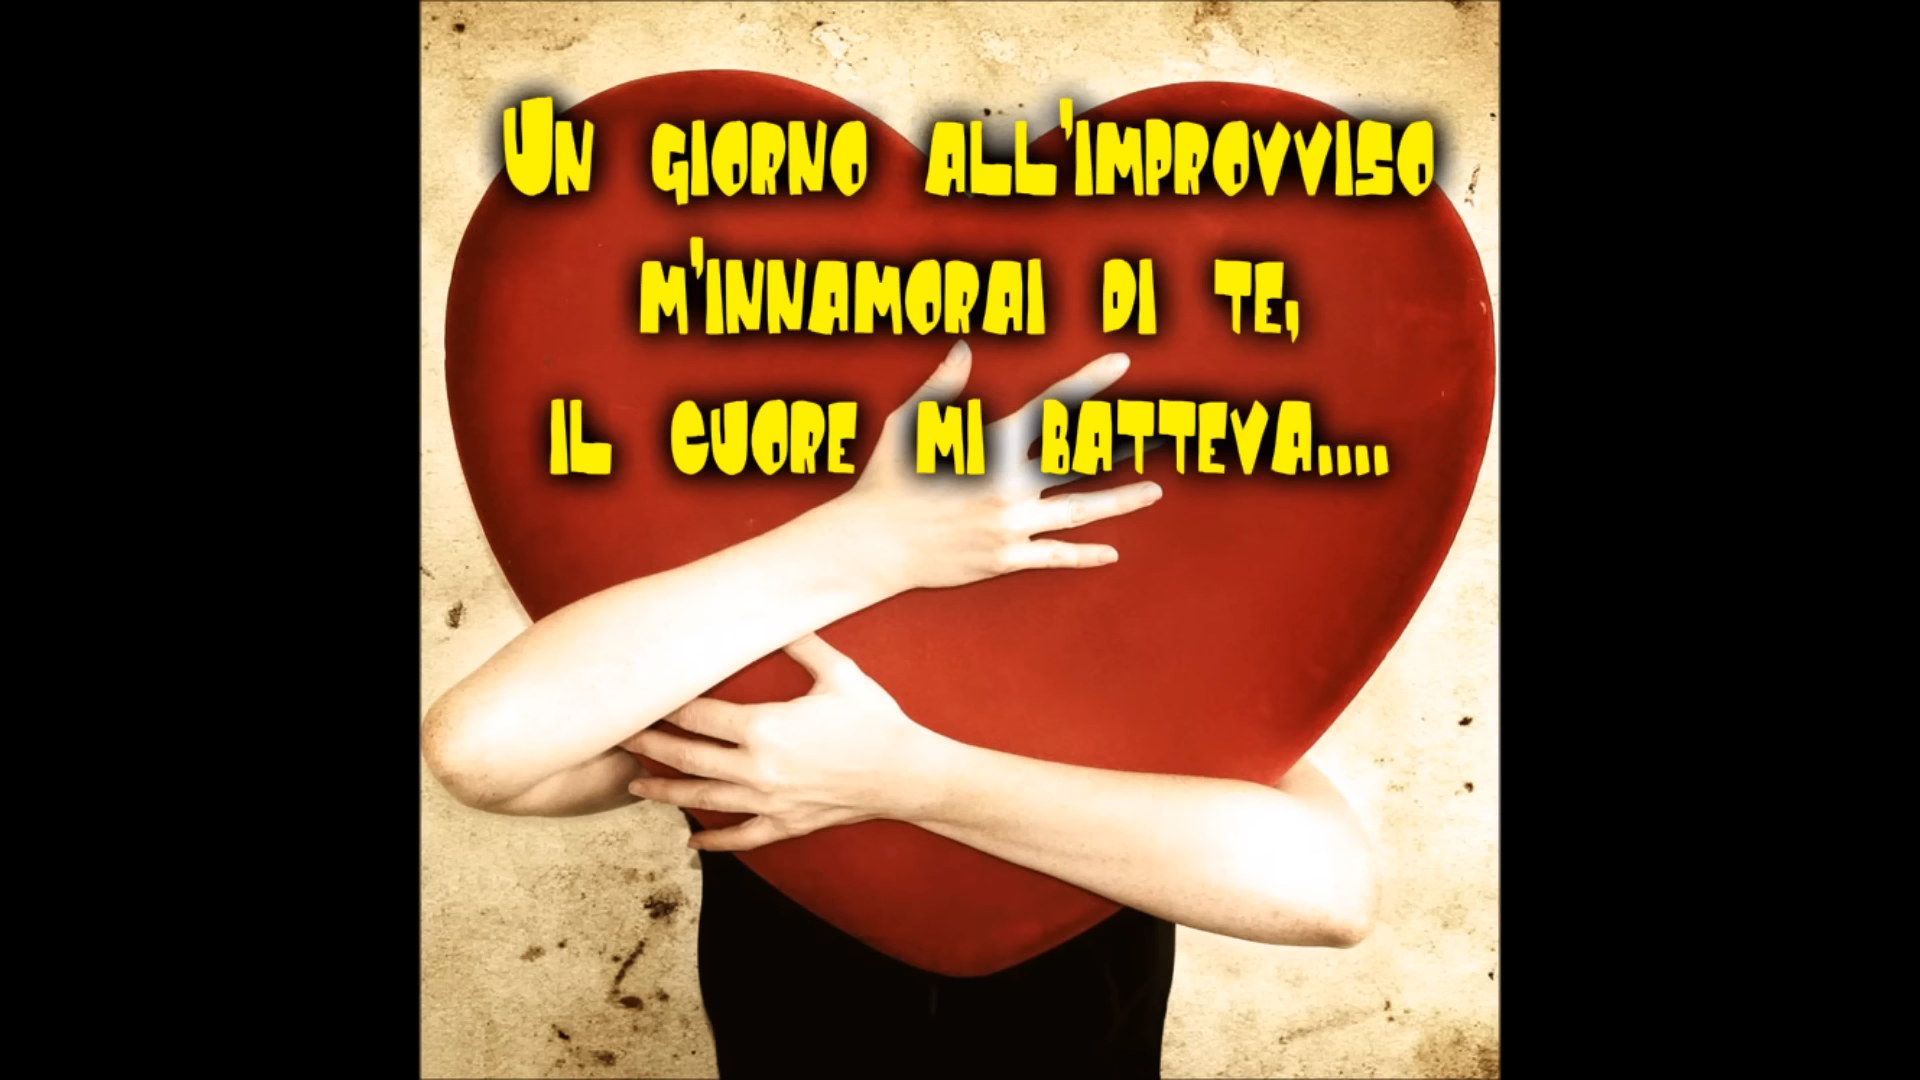 Un giorno all'improvviso
m'innamorai di te,
il cuore mi batteva....